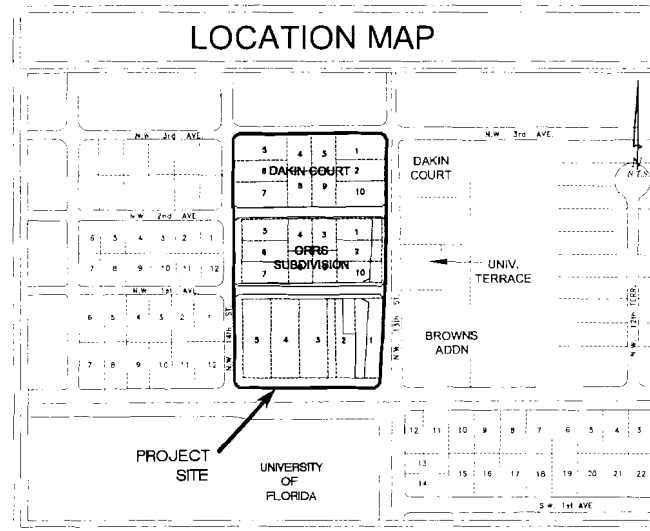 LOCATION MAP
N.W. 3rd AVE.
N.W. 3rd AVE.
N
N.T.S.
5 4 3 1
DAKIN COURT
6 2
7 8 9 10
DAKIN
COURT
N.W. 2nd AVE.
6 5 4 3 2 1
7 8 9 10 11 12
5 4 3 1
ORRS
SUBDIVISION
6 2
7 8 9 10
UNIV.
TERRACE
N.W. 1st AVE.
6 5 4 3 2 1
7 8 9 10 11 12
N.W. 14th ST.
5 4 3 2 1
N.W. 13th ST.
BROWNS
ADDN
N.W. 12th TERR.
PROJECT
SITE
UNIVERSITY
OF
FLORIDA
12 11 10 9 8 7 6 5 4 3
13
14
15 16 17 18 19 20 21 22
S.W. 1st AVE